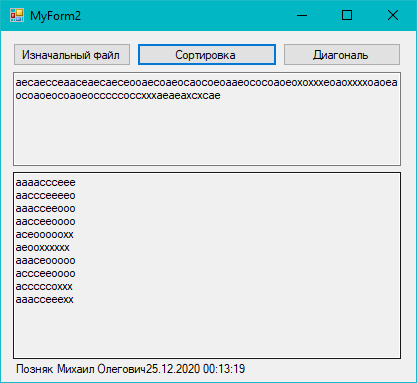 MyForm2
Изначальный файл Сортировка Диагональ
аесаессеаасеаесаесеооаесоаеосаосоеоааеосоcoaoeoxoxxxeoaoxxxxoaoea
ocoaoeocoaoeocccccoccxxxaeaeaxcxcae
aaaaccceee
aaccceeeeo
aaacceeooo
aacceeoooo
aceoooooxx
aeooxxxxxx
aaaceooooo
accceeoooo
acccccoxxx
aaacceeexx
Позняк Михаил Олегович25.12.2020 00:13:19